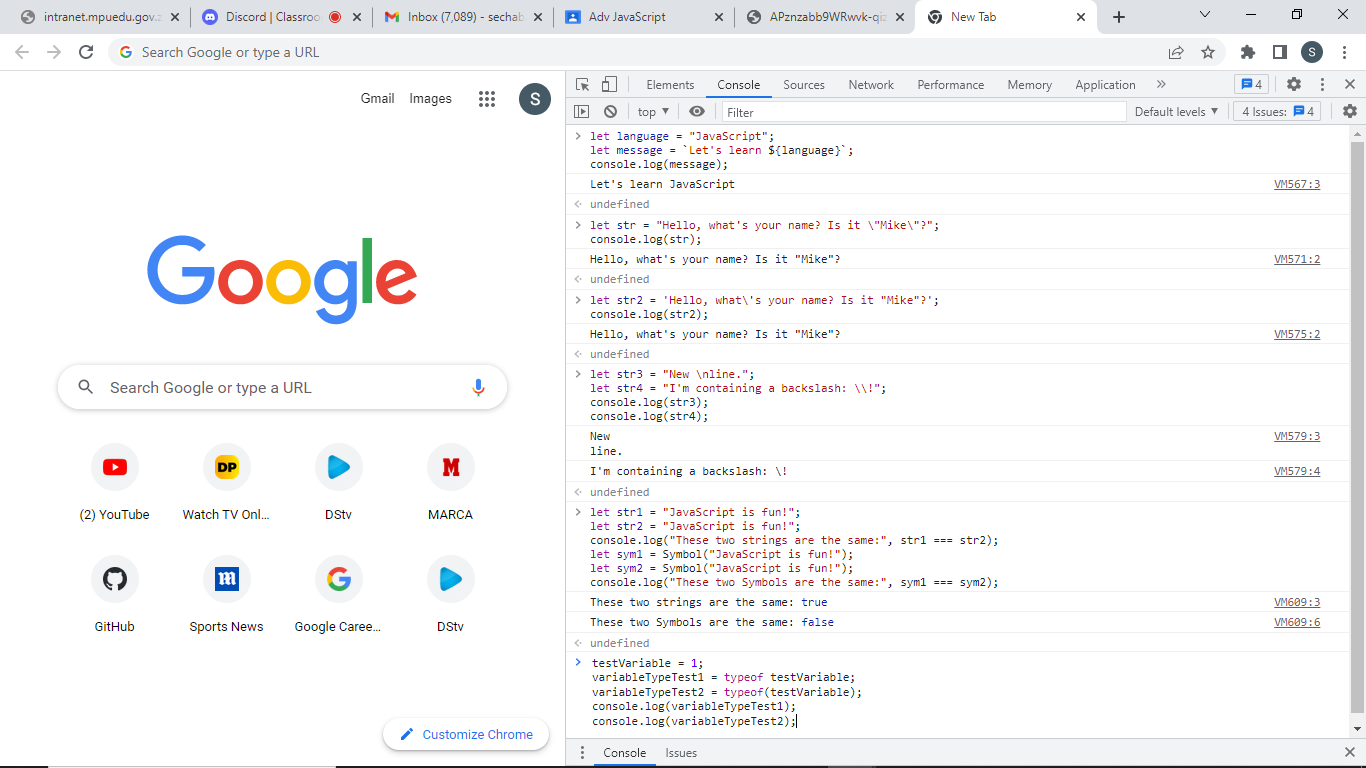 intranet.mpuedu.gov.z
Discord | Classroo
Inbox (7,089) - sechab
Adv JavaScript
APznzabb9WRwvk-qiz
New Tab
Search Google or type a URL
S
Gmail
Images
S
Google
Search Google or type a URL
(2) YouTube
DP
Watch TV Onl...
DStv
M
MARCA
GitHub
m
Sports News
G
Google Caree...
DStv
Customize Chrome
Elements
Console
Sources
Network
Performance
Memory
Application
»
4
top ▼
Filter
Default levels ▼
4 Issues: 4
let language = "JavaScript";
let message = `Let's learn ${language}`;
console.log(message);
Let's learn JavaScript VM567:3
undefined
let str = "Hello, what's your name? Is it \"Mike\"?";
console.log(str);
Hello, what's your name? Is it "Mike"? VM571:2
undefined
let str2 = 'Hello, what\'s your name? Is it "Mike"?';
console.log(str2);
Hello, what's your name? Is it "Mike"? VM575:2
undefined
let str3 = "New \nline.";
let str4 = "I'm containing a backslash: \\!";
console.log(str3);
console.log(str4);
New VM579:3
line.
I'm containing a backslash: \! VM579:4
undefined
let str1 = "JavaScript is fun!";
let str2 = "JavaScript is fun!";
console.log("These two strings are the same:", str1 === str2);
let sym1 = Symbol("JavaScript is fun!");
let sym2 = Symbol("JavaScript is fun!");
console.log("These two Symbols are the same:", sym1 === sym2);
These two strings are the same: true VM609:3
These two Symbols are the same: false VM609:6
undefined
testVariable = 1;
variableTypeTest1 = typeof testVariable;
variableTypeTest2 = typeof(testVariable);
console.log(variableTypeTest1);
console.log(variableTypeTest2);
Console
Issues